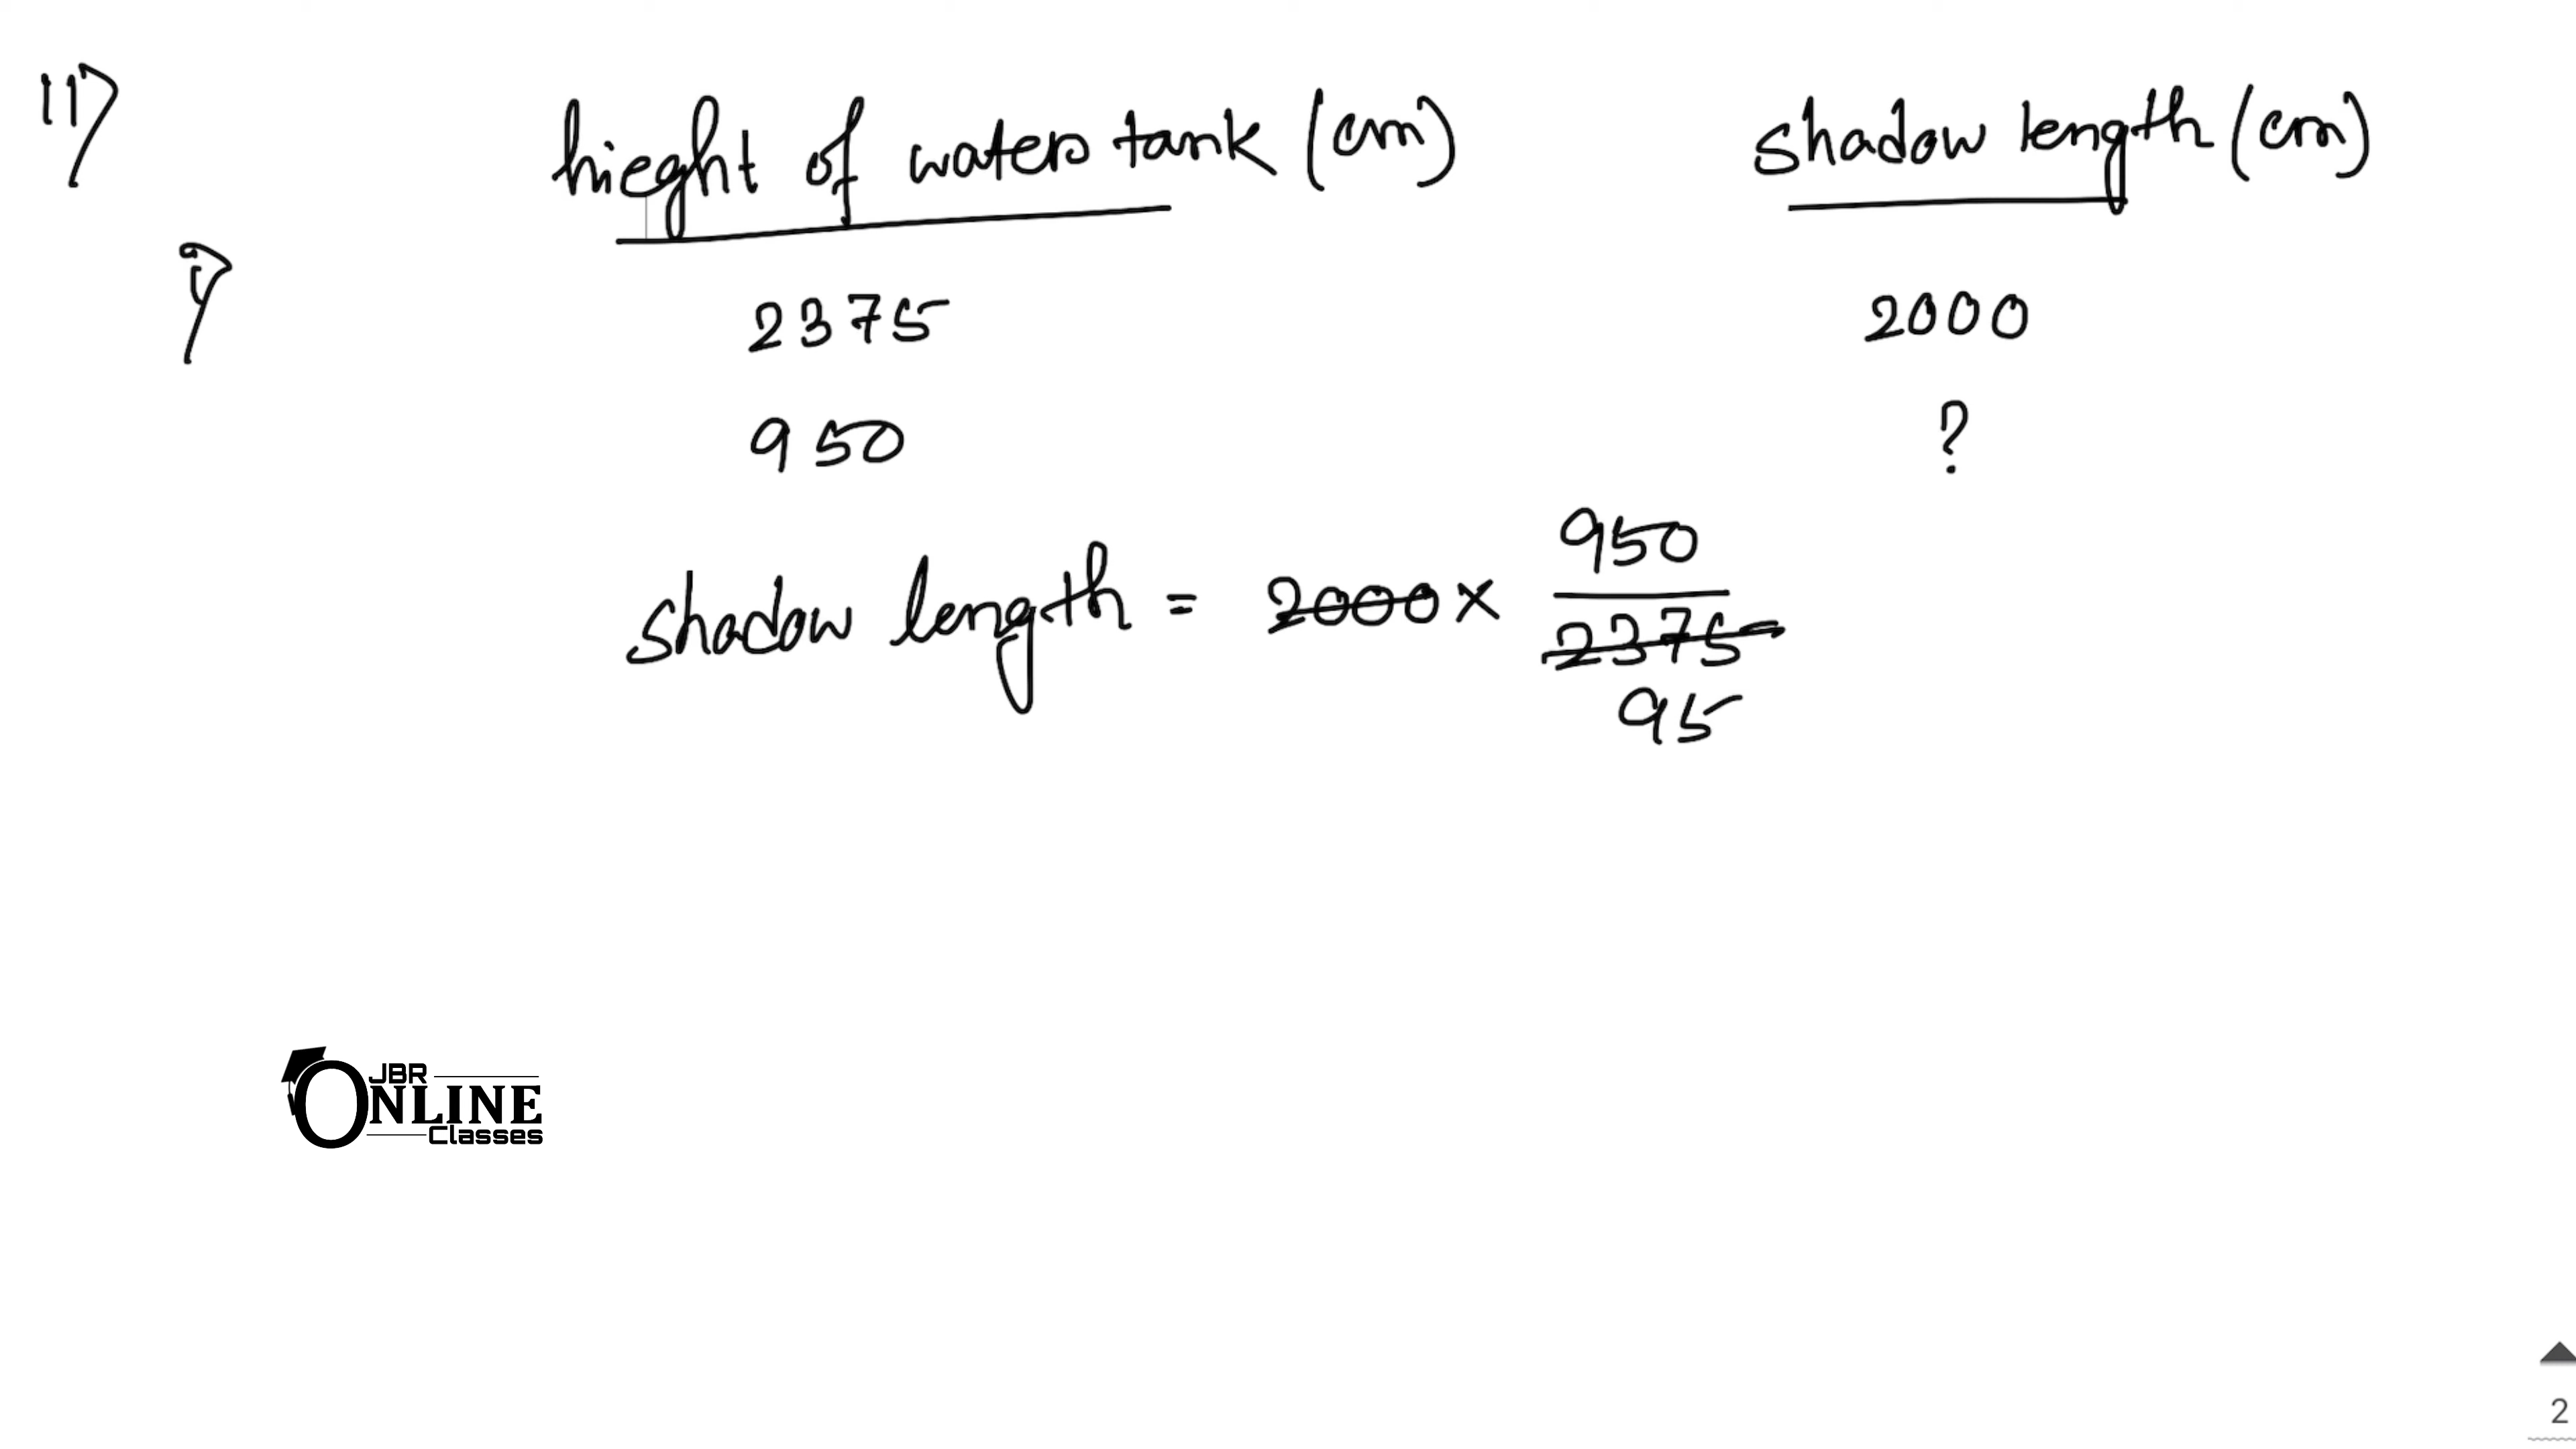 11)
hieght of water tank (cm) shadow length (cm)
i)
2375 2000
950 ?
shadow length = 2000 × 950
2375
95
JBR
ONLINE
Classes
2